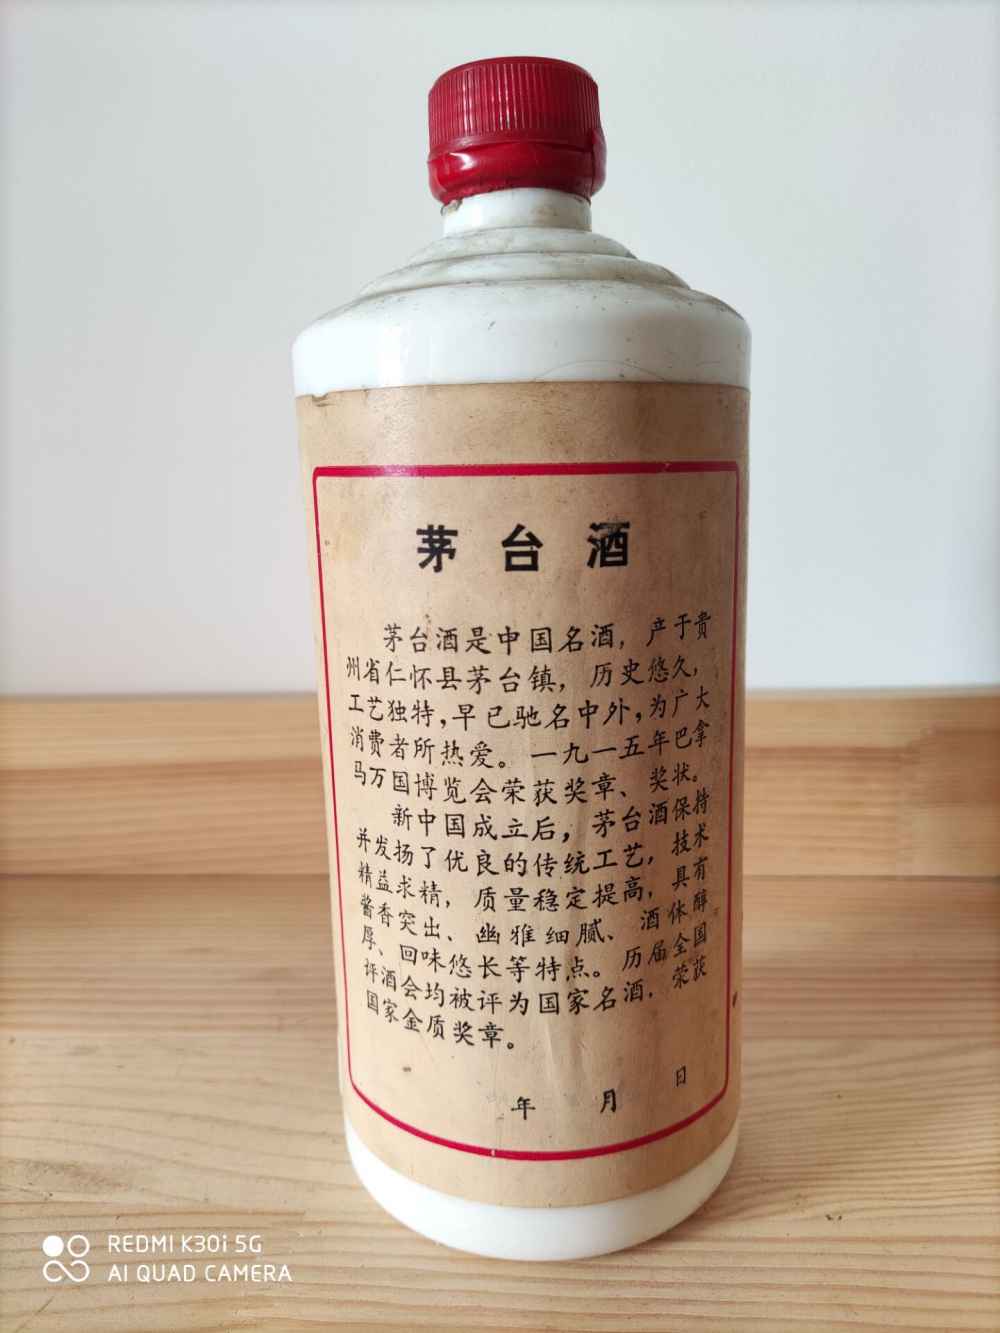 茅台酒
茅台酒是中国名酒，产于贵
州省仁怀县茅台镇，历史悠久，
工艺独特，早已驰名中外，为广大
消费者所热爱。一九一五年巴拿
马万国博览会荣获奖章、奖状。
新中国成立后，茅台酒保持
并发扬了优良的传统工艺，技术
精益求精，质量稳定提高，具有
酱香突出、幽雅细腻、酒体醇
厚、回味悠长等特点。历届全国
评酒会均被评为国家名酒．荣获
国家金质奖章。
年 月 日
REDMI K30i 5G
AI QUAD CAMERA